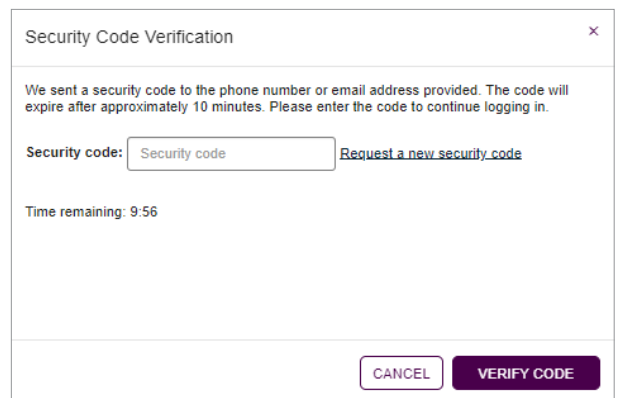 Security Code Verification
×
We sent a security code to the phone number or email address provided. The code will
expire after approximately 10 minutes. Please enter the code to continue logging in.
Security code: Security code Request a new security code
Time remaining: 9:56
CANCEL VERIFY CODE